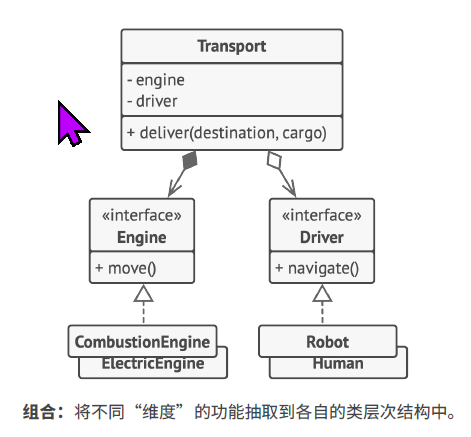 Transport
- engine
- driver
+ deliver(destination, cargo)
«interface» «interface»
Engine Driver
+ move() + navigate()
CombustionEngine Robot
ElectricEngine Human
组合：将不同“维度”的功能抽取到各自的类层次结构中。